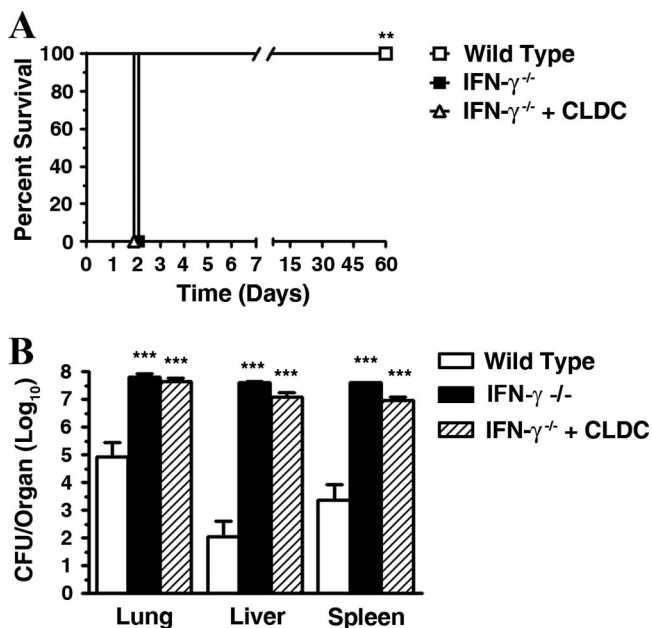 A
**
100
80
60
40
20
0
Percent Survival
0 1 2 3 4 5 6 7 15 30 45 60
Time (Days)
Wild Type
IFN-γ-/-
IFN-γ-/- + CLDC
B
*** *** *** *** *** ***
8
7
6
5
4
3
2
1
0
CFU/Organ (Log10)
Lung Liver Spleen
Wild Type
IFN-γ -/-
IFN-γ-/- + CLDC